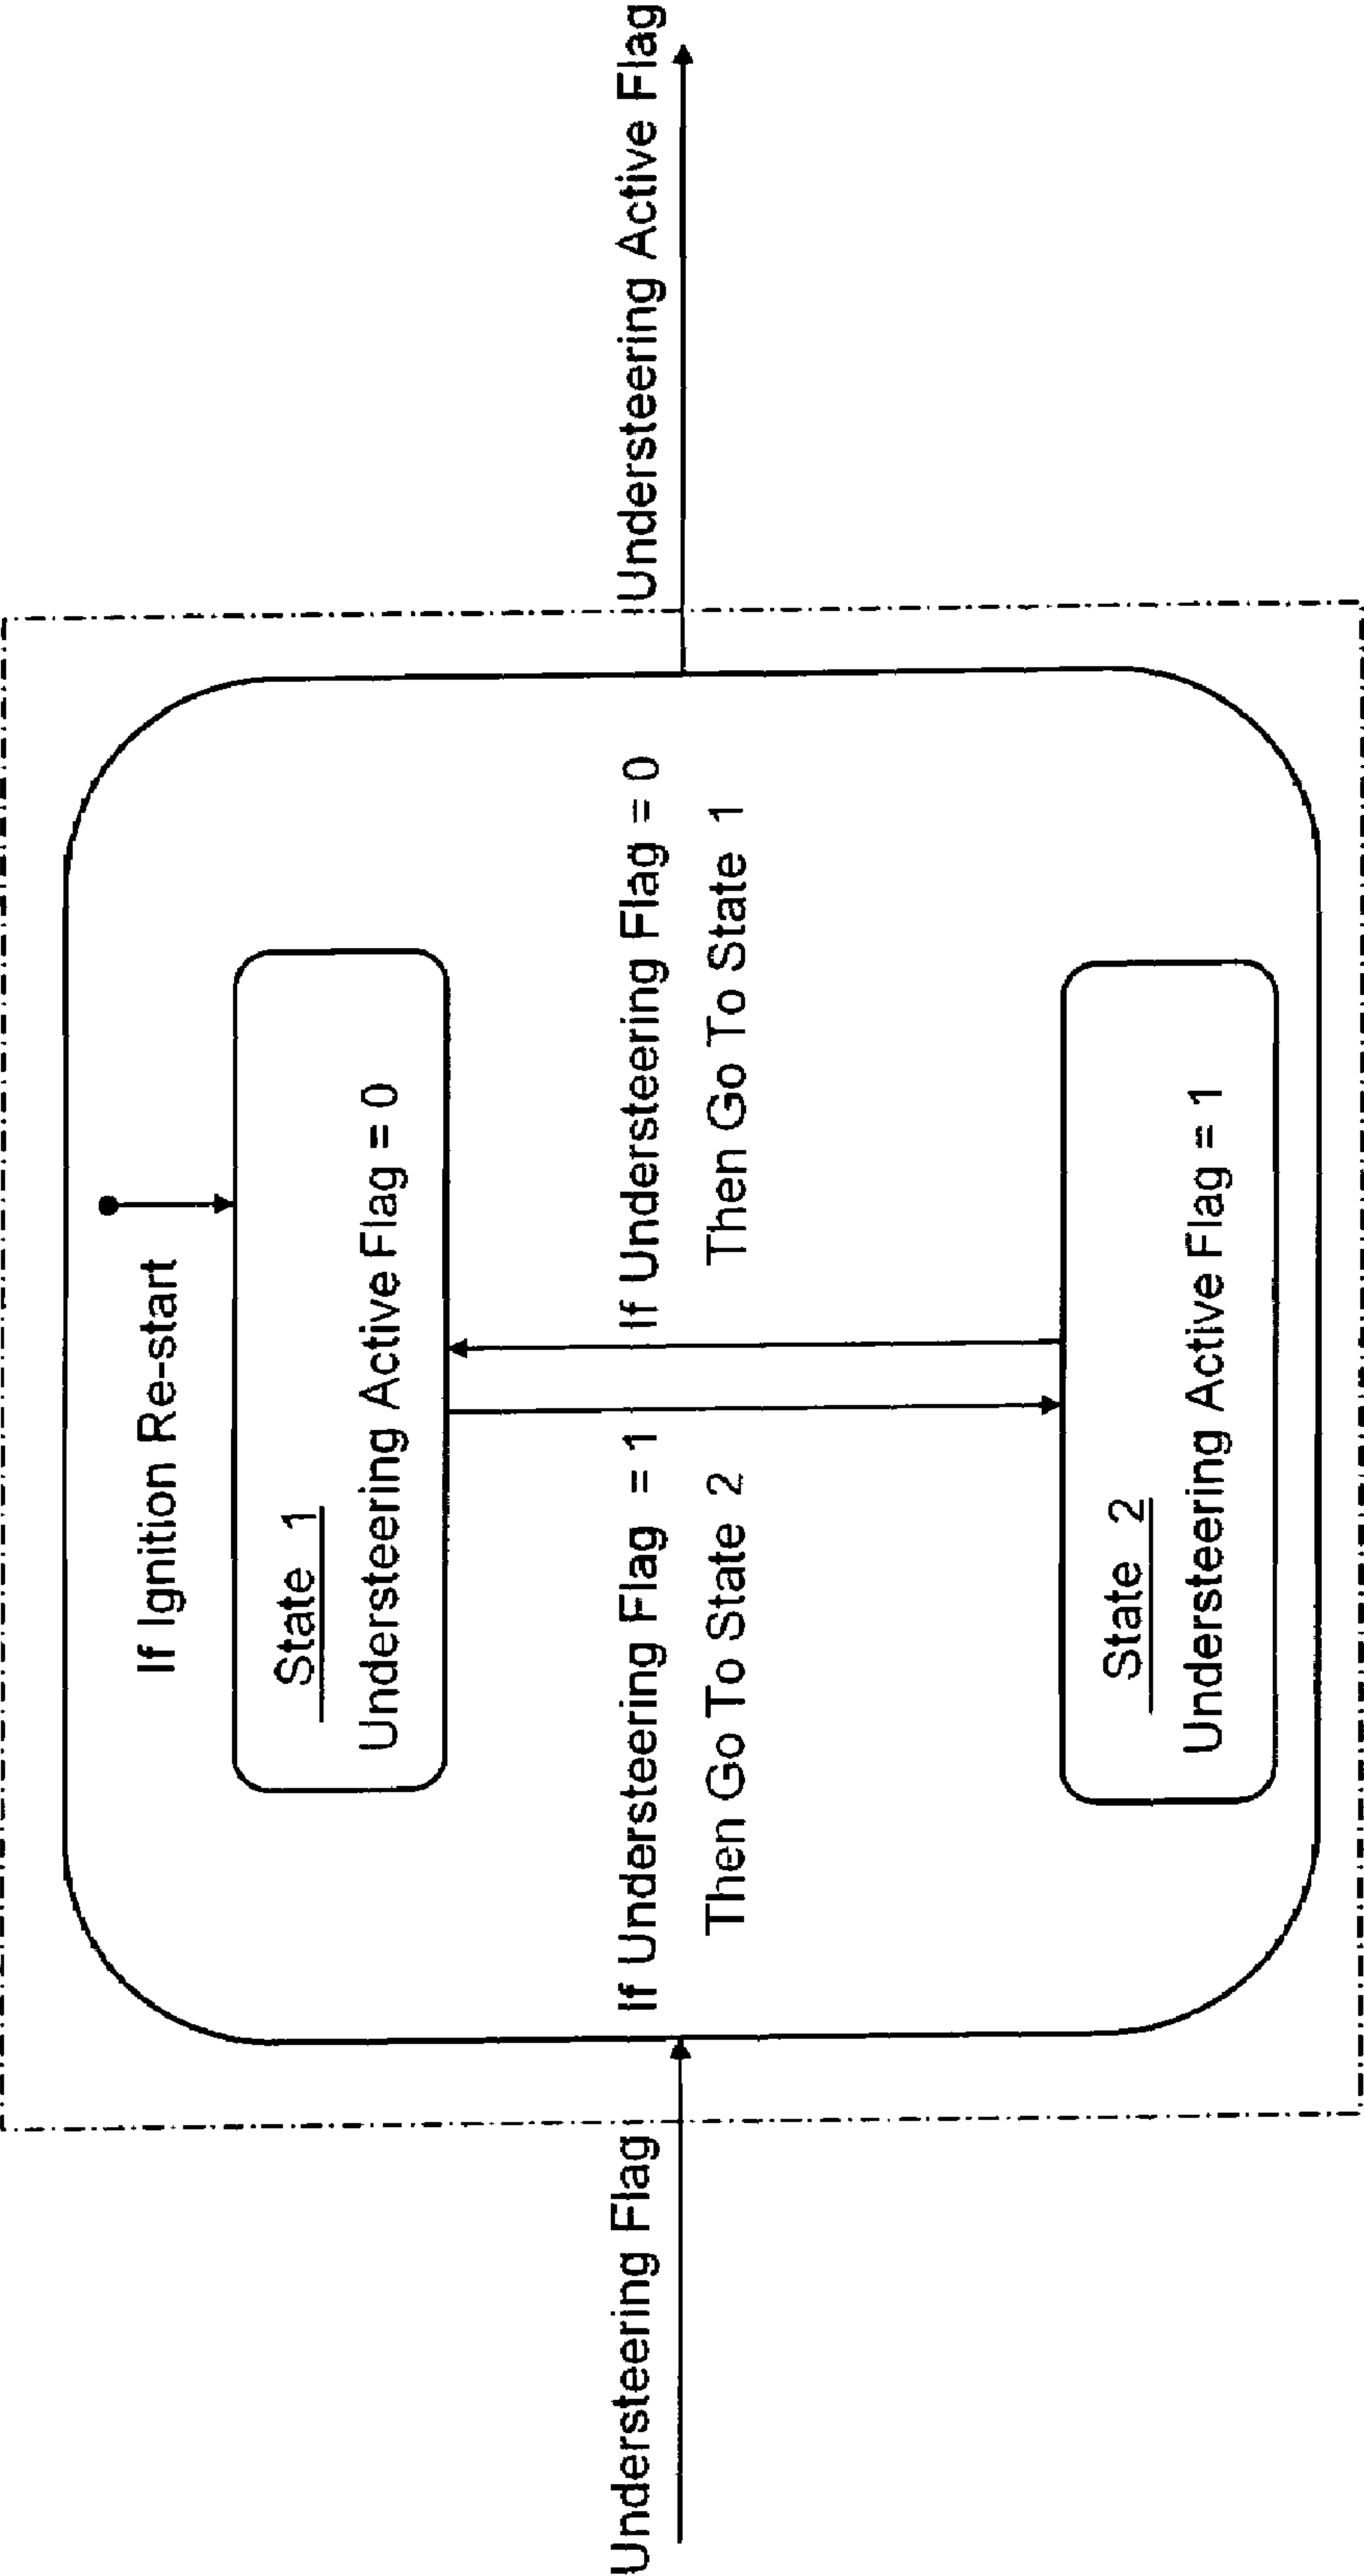 Understeering Flag
If Ignition Re-start
State 1
Understeering Active Flag = 0
If Understeering Flag = 1
Then Go To State 2
If Understeering Flag = 0
Then Go To State 1
State 2
Understeering Active Flag = 1
Understeering Active Flag